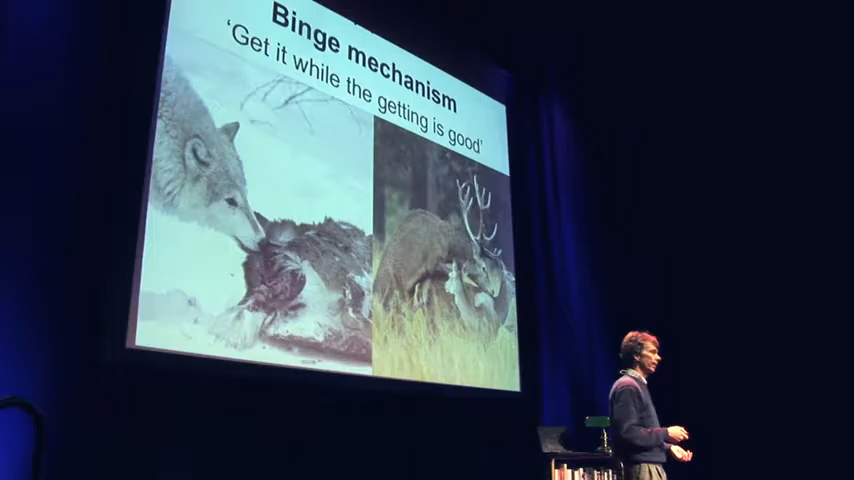 Binge mechanism
‘Get it while the getting is good’